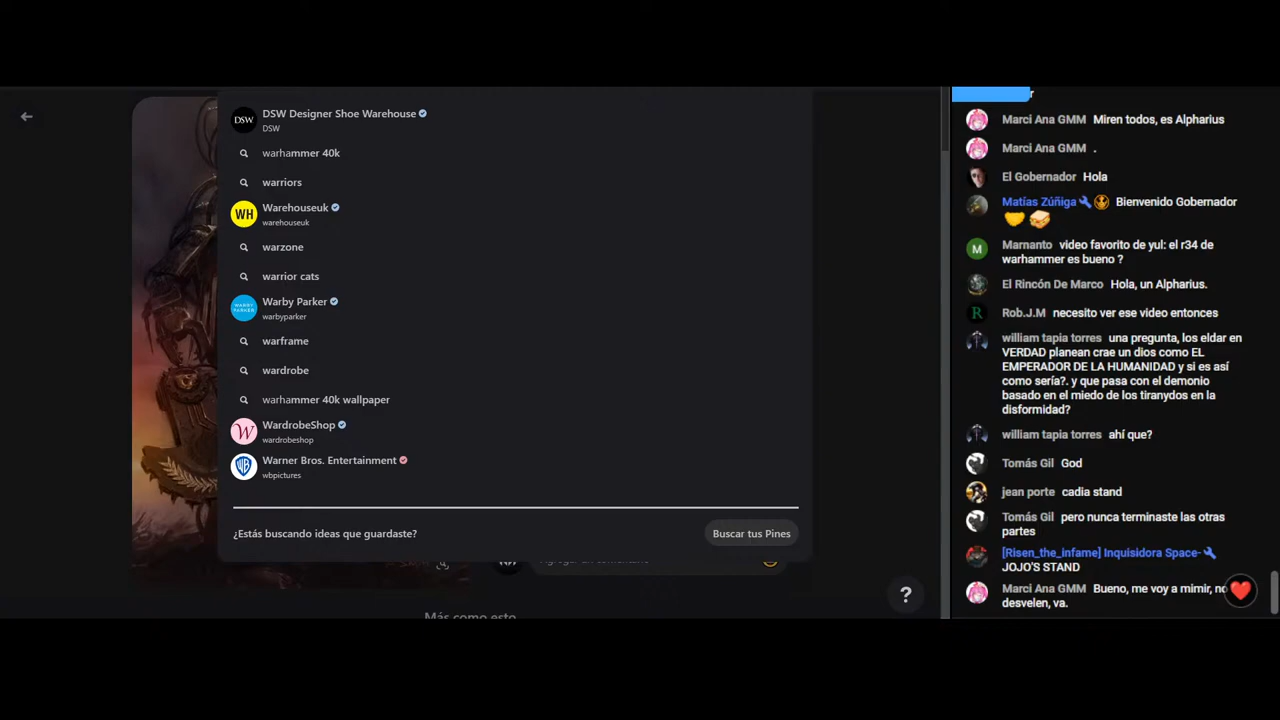 DSW Designer Shoe Warehouse
DSW
DSW
warhammer 40k
warriors
WH
Warehouseuk
warehouseuk
warzone
warrior cats
WARBY
PARKER
Warby Parker
warbyparker
warframe
wardrobe
warhammer 40k wallpaper
W
WardrobeShop
wardrobeshop
WB
Warner Bros. Entertainment
wbpictures
¿Estás buscando ideas que guardaste?
Buscar tus Pines
Agregar un comentario
?
Más como esto
Marci Ana GMM Miren todos, es Alpharius
Marci Ana GMM .
El Gobernador Hola
Matías Zúñiga Bienvenido Gobernador
🤝 🥪
M
Marnanto video favorito de yul: el r34 de
warhammer es bueno ?
El Rincón De Marco Hola, un Alpharius.
R
Rob.J.M necesito ver ese video entonces
william tapia torres una pregunta, los eldar en
VERDAD planean crae un dios como EL
EMPERADOR DE LA HUMANIDAD y si es así
como sería?. y que pasa con el demonio
basado en el miedo de los tiranydos en la
disformidad?
william tapia torres ahí que?
Tomás Gil God
jean porte cadia stand
Tomás Gil pero nunca terminaste las otras
partes
[Risen_the_infame] Inquisidora Space-
JOJO'S STAND
Marci Ana GMM Bueno, me voy a mimir, no
desvelen, va.